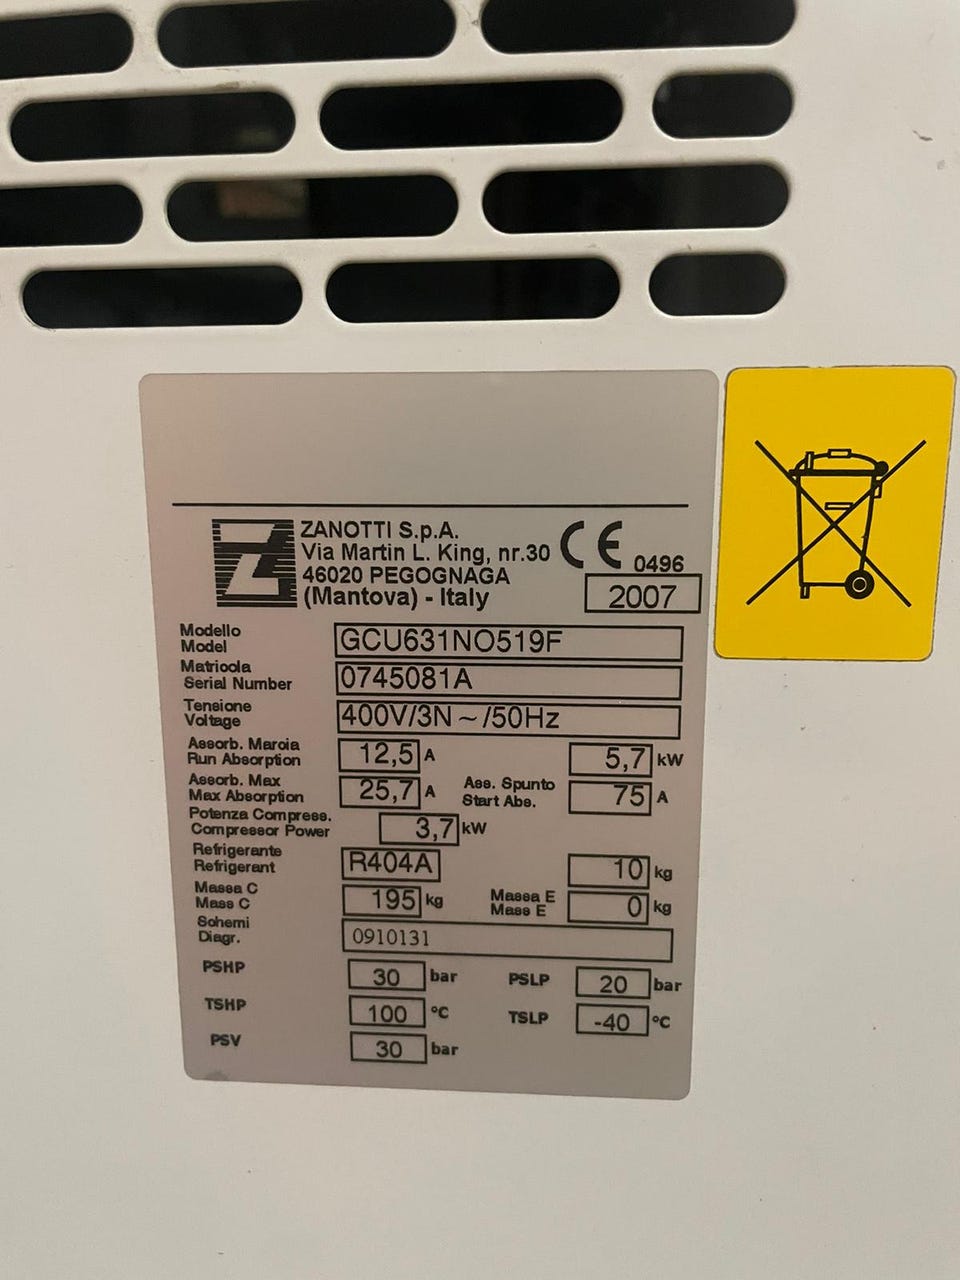 ZANOTTI S.p.A.
Via Martin L. King, nr.30
46020 PEGOGNAGA
(Mantova) - Italy
CE 0496
2007
Modello
Model
GCU631NO519F
Matricola
Serial Number
0745081A
Tensione
Voltage
400V/3N ~ /50Hz
Assorb. Marcia
Run Absorption
12,5 A
5,7 kW
Assorb. Max
Max Absorption
25,7 A
Ass. Spunto
Start Abs.
75 A
Potenza Compress.
Compressor Power
3,7 kW
Refrigerante
Refrigerant
R404A
10 kg
Massa C
Mass C
195 kg
Massa E
Mass E
0 kg
Schemi
Diagr.
0910131
PSHP 30 bar
PSLP 20 bar
TSHP 100 °C
TSLP -40 °C
PSV 30 bar